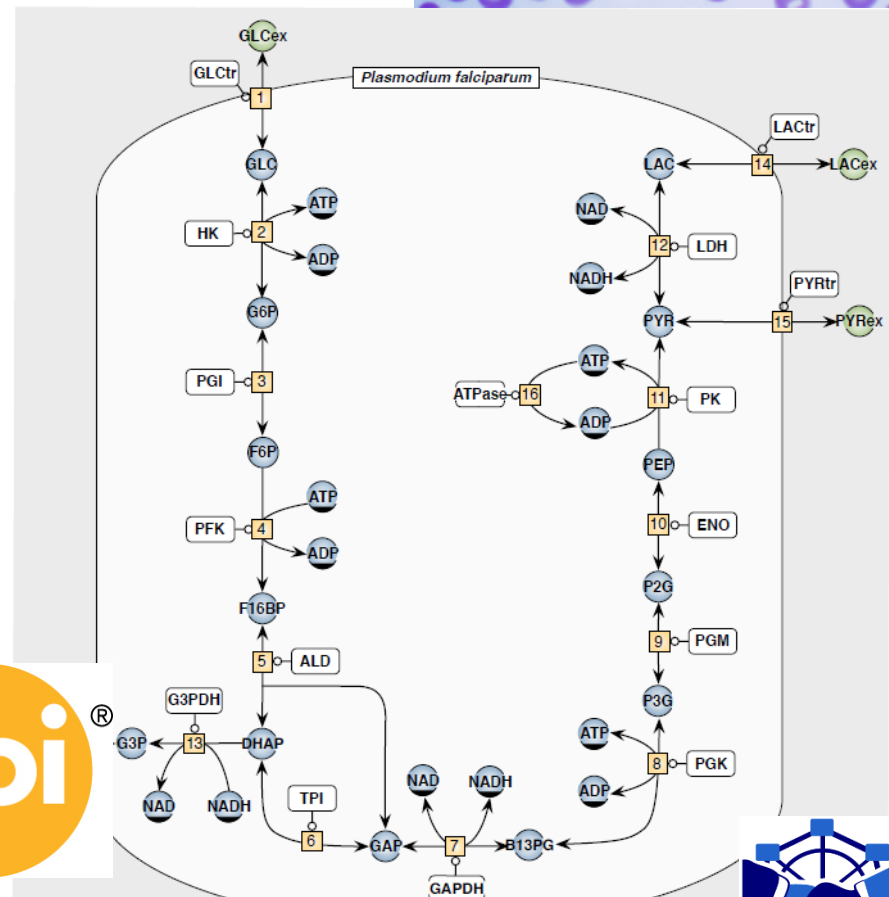 GLCex
GLCtr
1
Plasmodium falciparum
LACtr
GLC
LAC
14
LACex
ATP
NAD
HK
2
12
LDH
ADP
NADH
PYRtr
G6P
PYR
15
PYRex
PGI
3
ATP
ATPase
16
11
PK
ADP
F6P
PEP
ATP
PFK
4
10
ENO
ADP
P2G
F16BP
9
PGM
5
ALD
G3PDH
P3G
®
oi
G3P
13
DHAP
ATP
8
PGK
NAD
NADH
TPI
NAD
NADH
ADP
6
GAP
7
B13PG
GAPDH